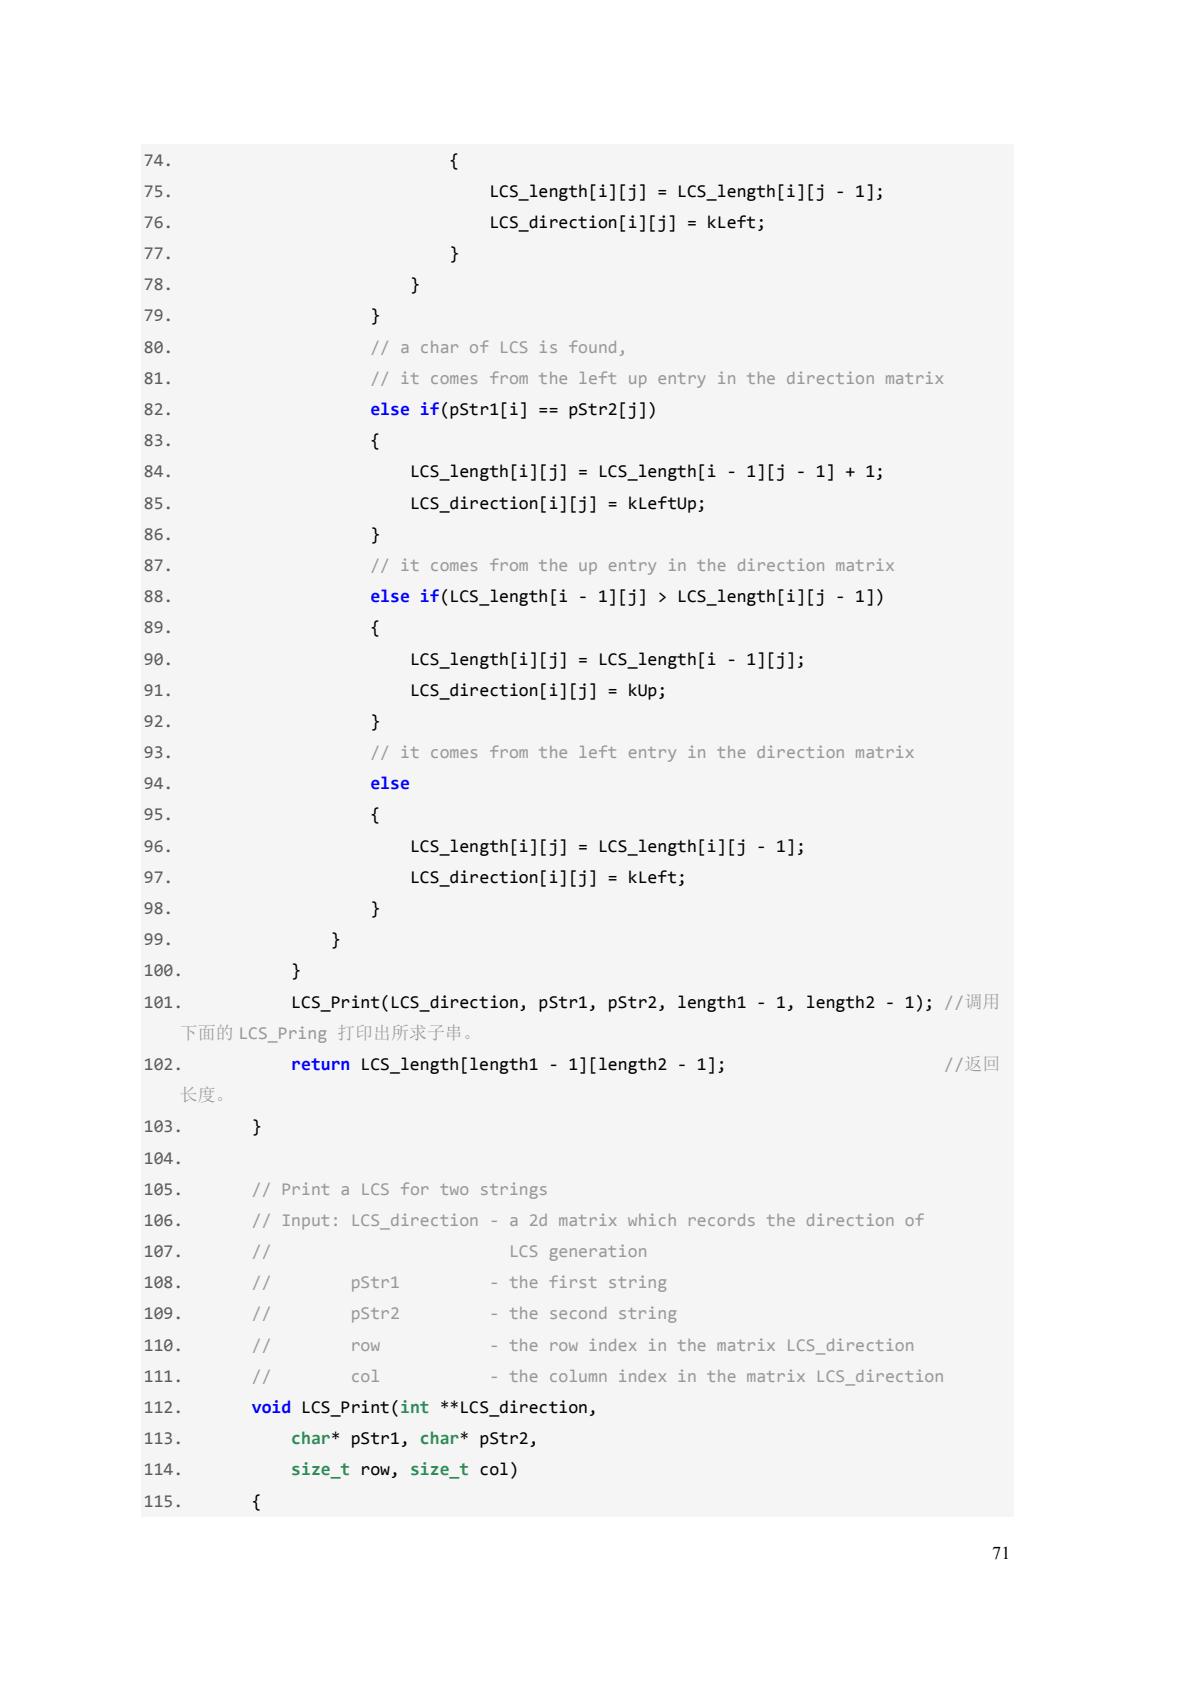 74.                            {
75.                                LCS_length[i][j] = LCS_length[i][j - 1];
76.                                LCS_direction[i][j] = kLeft;
77.                            }
78.                        }
79.                    }
80.                    // a char of LCS is found,
81.                    // it comes from the left up entry in the direction matrix
82.                    else if(pStr1[i] == pStr2[j])
83.                    {
84.                        LCS_length[i][j] = LCS_length[i - 1][j - 1] + 1;
85.                        LCS_direction[i][j] = kLeftUp;
86.                    }
87.                    // it comes from the up entry in the direction matrix
88.                    else if(LCS_length[i - 1][j] > LCS_length[i][j - 1])
89.                    {
90.                        LCS_length[i][j] = LCS_length[i - 1][j];
91.                        LCS_direction[i][j] = kUp;
92.                    }
93.                    // it comes from the left entry in the direction matrix
94.                    else
95.                    {
96.                        LCS_length[i][j] = LCS_length[i][j - 1];
97.                        LCS_direction[i][j] = kLeft;
98.                    }
99.                }
100.           }
101.           LCS_Print(LCS_direction, pStr1, pStr2, length1 - 1, length2 - 1); //调用
下面的 LCS_Pring 打印出所求子串。
102.           return LCS_length[length1 - 1][length2 - 1];                      //返回
长度。
103.       }
104.
105.       // Print a LCS for two strings
106.       // Input: LCS_direction - a 2d matrix which records the direction of
107.       //                        LCS generation
108.       //        pStr1         - the first string
109.       //        pStr2         - the second string
110.       //        row           - the row index in the matrix LCS_direction
111.       //        col           - the column index in the matrix LCS_direction
112.       void LCS_Print(int **LCS_direction,
113.           char* pStr1, char* pStr2,
114.           size_t row, size_t col)
115.       {
71